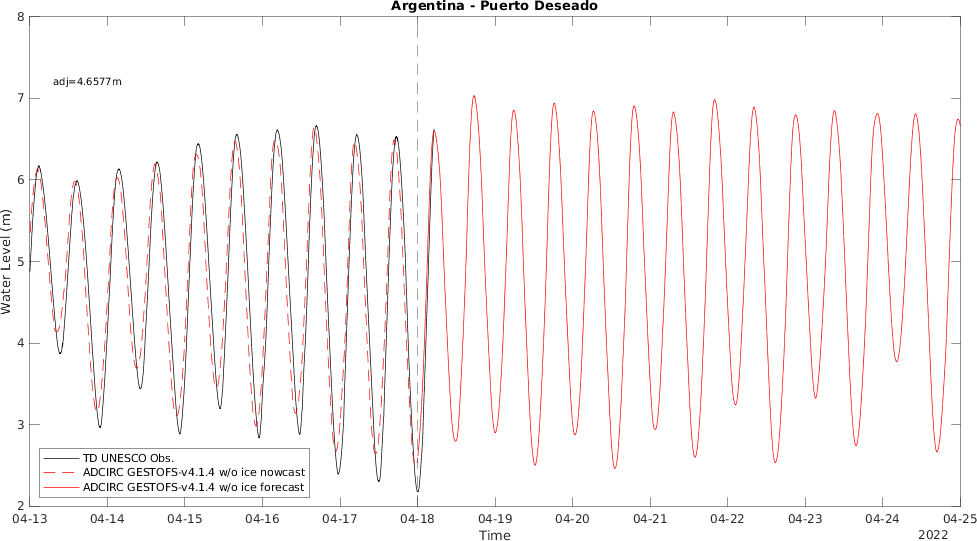 Argentina - Puerto Deseado
8
adj=4.6577m
7
6
5
4
3
2
Water Level (m)
TD UNESCO Obs.
ADCIRC GESTOFS-v4.1.4 w/o ice nowcast
ADCIRC GESTOFS-v4.1.4 w/o ice forecast
04-13 04-14 04-15 04-16 04-17 04-18 04-19 04-20 04-21 04-22 04-23 04-24 04-25
Time
2022